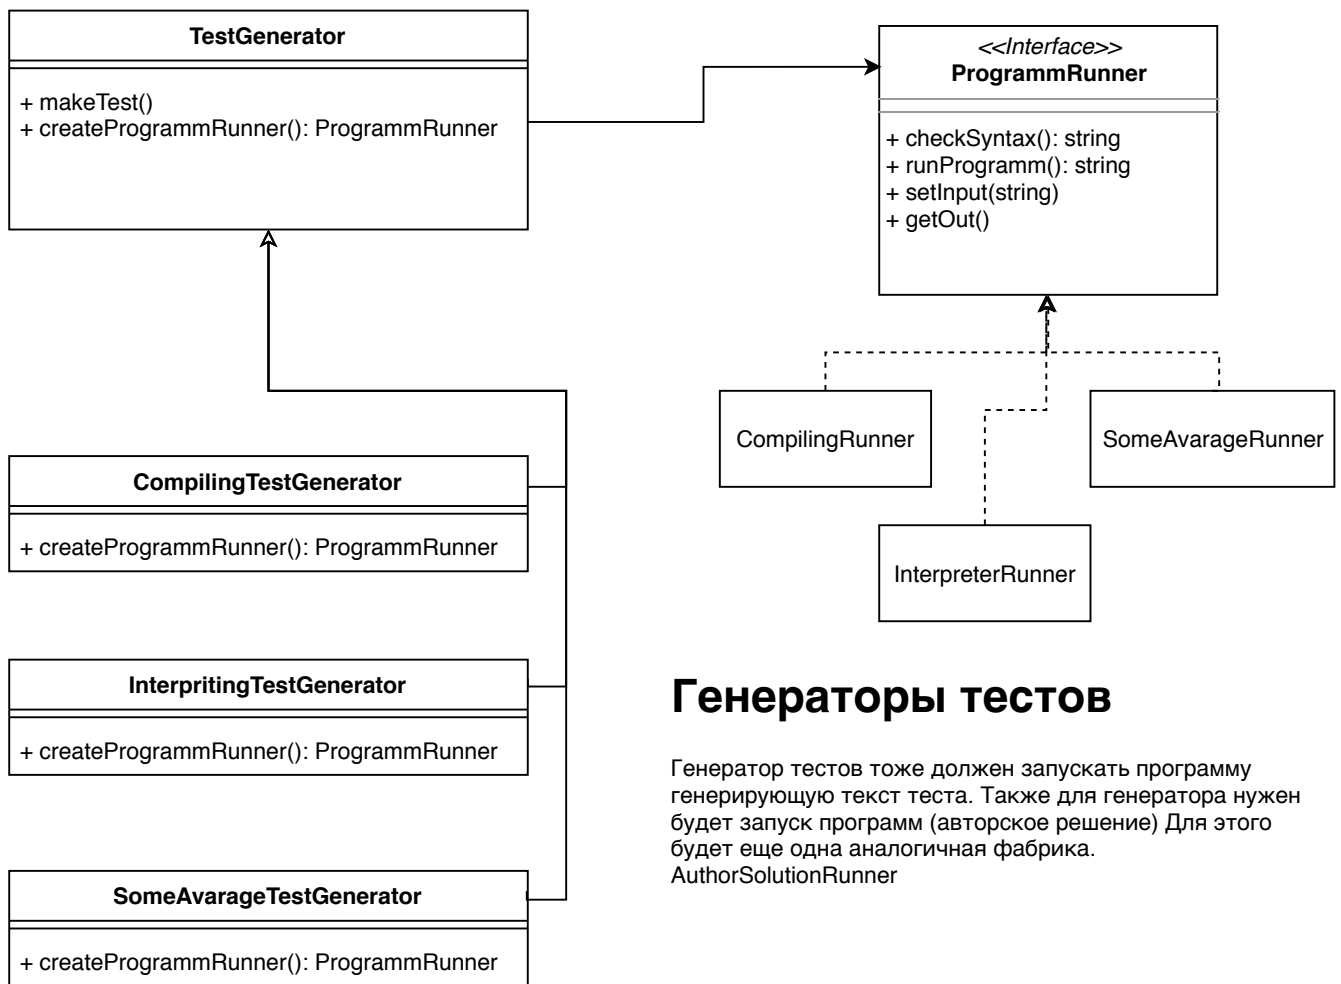 TestGenerator
+ makeTest()
+ createProgrammRunner(): ProgrammRunner
<<Interface>>
ProgrammRunner
+ checkSyntax(): string
+ runProgramm(): string
+ setInput(string)
+ getOut()
CompilingRunner
SomeAvarageRunner
InterpreterRunner
CompilingTestGenerator
+ createProgrammRunner(): ProgrammRunner
InterpritingTestGenerator
+ createProgrammRunner(): ProgrammRunner
SomeAvarageTestGenerator
+ createProgrammRunner(): ProgrammRunner
Генераторы тестов
Генератор тестов тоже должен запускать программу
генерирующую текст теста. Также для генератора нужен
будет запуск программ (авторское решение) Для этого
будет еще одна аналогичная фабрика.
AuthorSolutionRunner